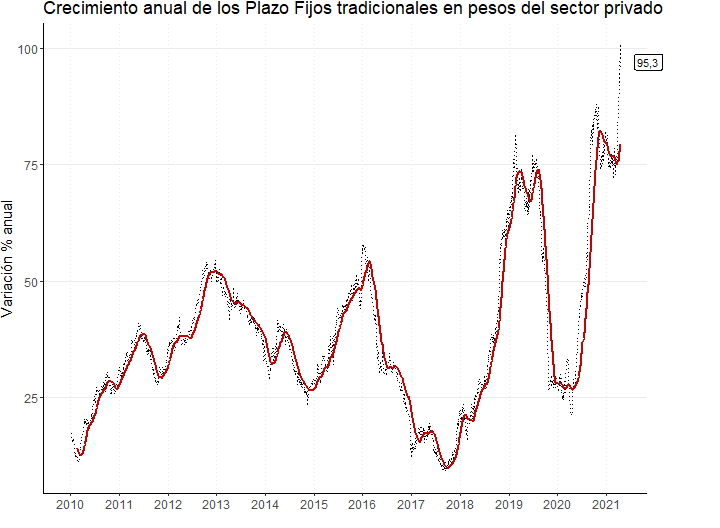 Crecimiento anual de los Plazo Fijos tradicionales en pesos del sector privado
Variación % anual
100
75
50
25
95,3
2010 2011 2012 2013 2014 2015 2016 2017 2018 2019 2020 2021